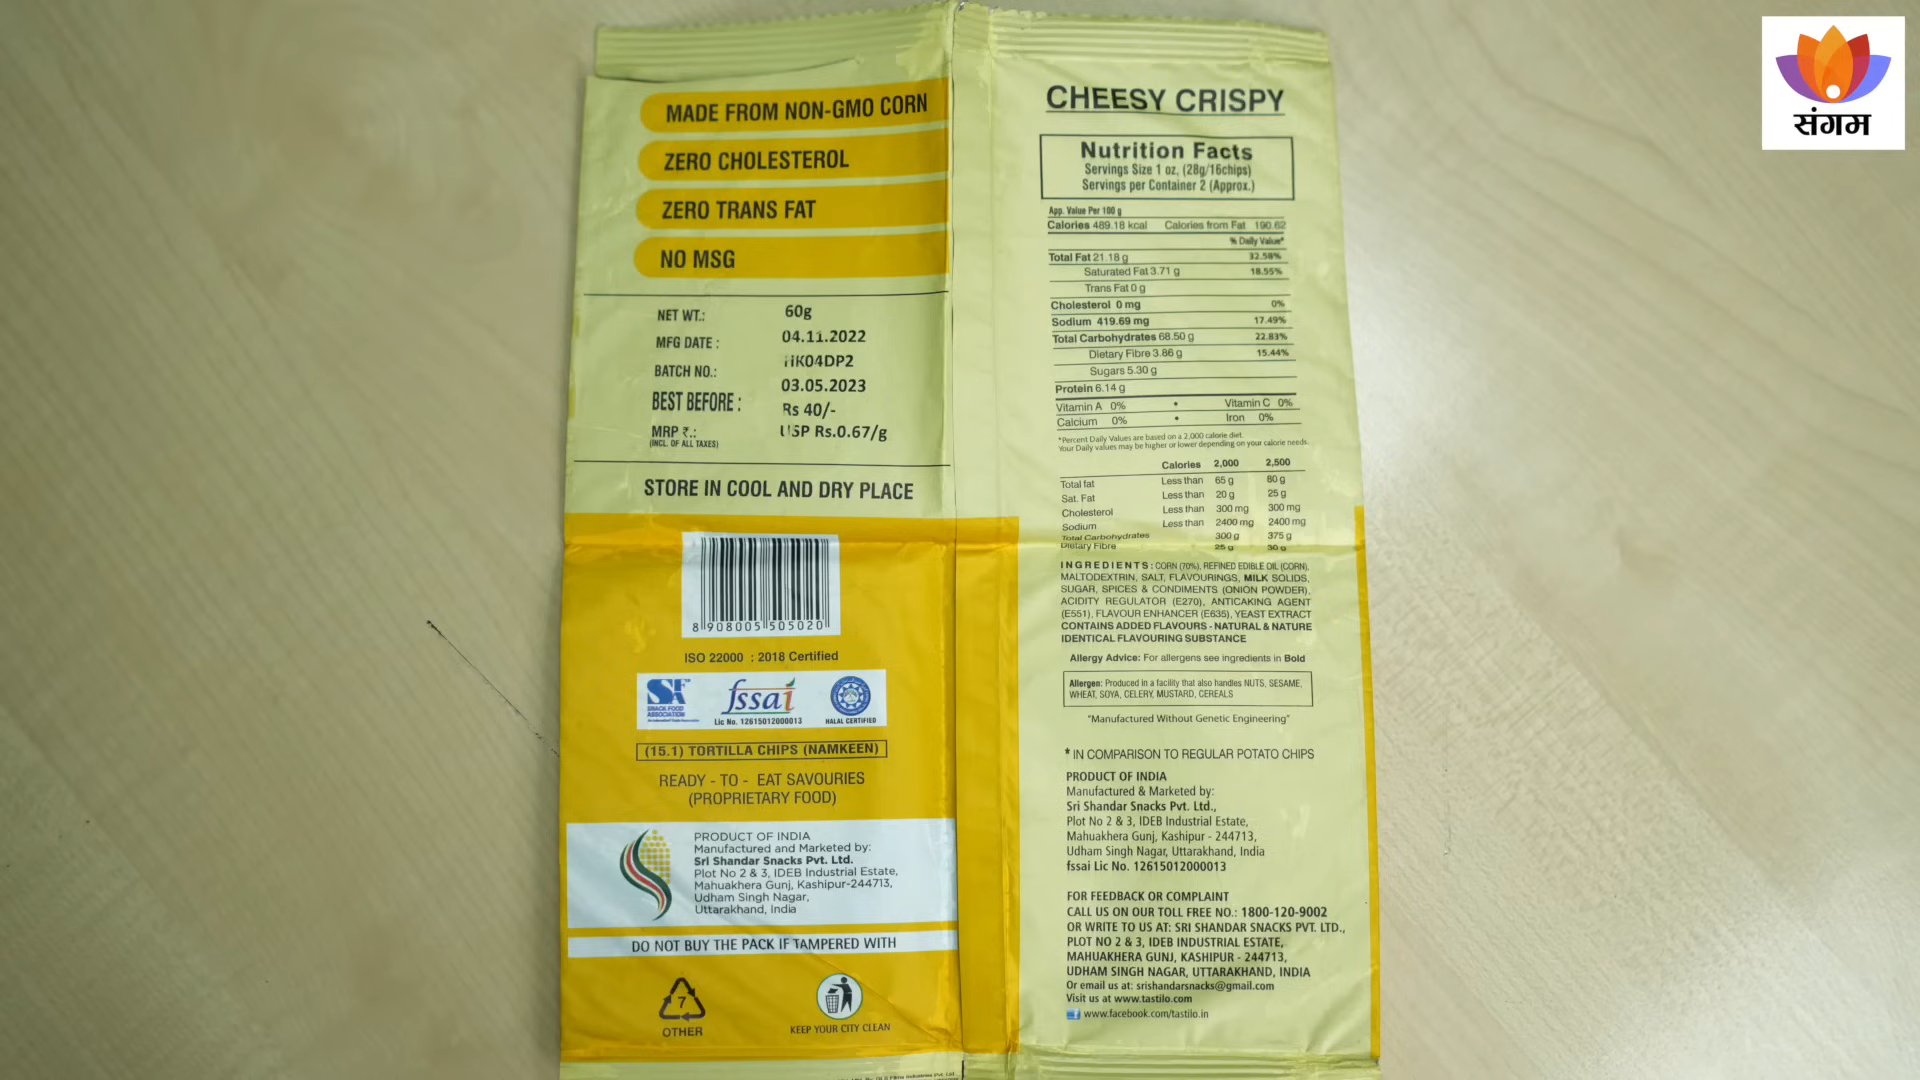 संगम
MADE FROM NON-GMO CORN
ZERO CHOLESTEROL
ZERO TRANS FAT
NO MSG
NET WT.: 60g
MFG DATE : 04.11.2022
BATCH NO.: HK04DP2
BEST BEFORE : 03.05.2023
MRP ₹.: Rs 40/-
(INCL. OF ALL TAXES) USP Rs.0.67/g
STORE IN COOL AND DRY PLACE
8 908005 505020
ISO 22000 : 2018 Certified
SFA
SNACK FOOD
ASSOCIATION
fssai
Lic No. 12615012000013
HALAL CERTIFIED
(15.1) TORTILLA CHIPS (NAMKEEN)
READY - TO - EAT SAVOURIES
(PROPRIETARY FOOD)
PRODUCT OF INDIA
Manufactured and Marketed by:
Sri Shandar Snacks Pvt. Ltd.
Plot No 2 & 3, IDEB Industrial Estate,
Mahuakhera Gunj, Kashipur-244713,
Udham Singh Nagar,
Uttarakhand, India
DO NOT BUY THE PACK IF TAMPERED WITH
7
OTHER
KEEP YOUR CITY CLEAN
CHEESY CRISPY
Nutrition Facts
Servings Size 1 oz, (28g/16chips)
Servings per Container 2 (Approx.)
App. Value Per 100 g
Calories 489.18 kcal Calories from Fat 190.62
% Daily Value*
Total Fat 21.18 g 32.58%
Saturated Fat 3.71 g 18.55%
Trans Fat 0 g
Cholesterol 0 mg 0%
Sodium 419.69 mg 17.49%
Total Carbohydrates 68.50 g 22.83%
Dietary Fibre 3.86 g 15.44%
Sugars 5.30 g
Protein 6.14 g
Vitamin A 0% • Vitamin C 0%
Calcium 0% • Iron 0%
*Percent Daily Values are based on a 2,000 calorie diet.
Your Daily values may be higher or lower depending on your calorie needs.
Calories 2,000 2,500
Total fat Less than 65 g 80 g
Sat. Fat Less than 20 g 25 g
Cholesterol Less than 300 mg 300 mg
Sodium Less than 2400 mg 2400 mg
Total Carbohydrates 300 g 375 g
Dietary Fibre 25 g 30 g
INGREDIENTS: CORN (70%), REFINED EDIBLE OIL (CORN),
MALTODEXTRIN, SALT, FLAVOURINGS, MILK SOLIDS,
SUGAR, SPICES & CONDIMENTS (ONION POWDER),
ACIDITY REGULATOR (E270), ANTICAKING AGENT
(E551), FLAVOUR ENHANCER (E635), YEAST EXTRACT
CONTAINS ADDED FLAVOURS - NATURAL & NATURE
IDENTICAL FLAVOURING SUBSTANCE
Allergy Advice: For allergens see ingredients in Bold
Allergen: Produced in a facility that also handles NUTS, SESAME,
WHEAT, SOYA, CELERY, MUSTARD, CEREALS
"Manufactured Without Genetic Engineering"
* IN COMPARISON TO REGULAR POTATO CHIPS
PRODUCT OF INDIA
Manufactured & Marketed by:
Sri Shandar Snacks Pvt. Ltd.,
Plot No 2 & 3, IDEB Industrial Estate,
Mahuakhera Gunj, Kashipur - 244713,
Udham Singh Nagar, Uttarakhand, India
fssai Lic No. 12615012000013
FOR FEEDBACK OR COMPLAINT
CALL US ON OUR TOLL FREE NO.: 1800-120-9002
OR WRITE TO US AT: SRI SHANDAR SNACKS PVT. LTD.,
PLOT NO 2 & 3, IDEB INDUSTRIAL ESTATE,
MAHUAKHERA GUNJ, KASHIPUR - 244713,
UDHAM SINGH NAGAR, UTTARAKHAND, INDIA
Or email us at: srishandarsnacks@gmail.com
Visit us at www.tastilo.com
www.facebook.com/tastilo.in